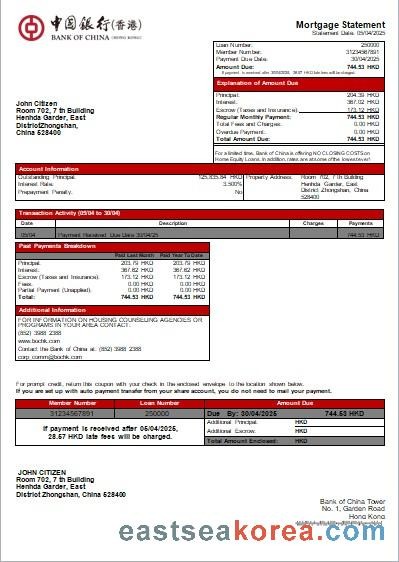 中國銀行(香港)
BANK OF CHINA (HONG KONG)
Mortgage Statement
Statement Date: 05/04/2025
Loan Number: 250000
Member Number: 31234567891
Payment Due Date: 30/04/2025
Amount Due: 744.53 HKD
If payment is received after 30/04/2025, 28.57 HKD late fees will be charged.
Explanation of Amount Due
Principal: 204.39 HKD
Interest: 367.02 HKD
Escrow (Taxes and Insurance): 173.12 HKD
Regular Monthly Payment: 744.53 HKD
Total Fees and Charges: 0.00 HKD
Overdue Payment: 0.00 HKD
Total Amount Due: 744.53 HKD
For a limited time, Bank of China is offering NO CLOSING COSTS on
Home Equity Loans. In addition, rates are at one of the lowest ever!
John Citizen
Room 702, 7 th Building
Henhda Garder, East
DistrictZhongshan,
China 528400
Account Information
Outstanding Principal: 125,835.84 HKD
Interest Rate: 3.500%
Prepayment Penalty: No
Property Address: Room 702, 7 th Building
Henhda Garder, East
District Zhongshan, China
528400
Transaction Activity (05/04 to 30/04)
Date Description Charges Payments
05/04 Payment Received Due Date 30/04/25 744.53 HKD
Past Payments Breakdown
Paid Last Month Paid Year To Date
Principal: 203.79 HKD 203.79 HKD
Interest: 367.62 HKD 367.62 HKD
Escrow (Taxes and Insurance): 173.12 HKD 173.12 HKD
Fees: 0.00 HKD 0.00 HKD
Partial Payment (Unapplied): 0.00 HKD 0.00 HKD
Total: 744.53 HKD 744.53 HKD
Additional Information
FOR INFORMATION ON HOUSING COUNSELING AGENCIES OR
PROGRAMS IN YOUR AREA CONTACT:
(852) 3988 2388
www.bochk.com
Contact the Bank of China at: (852) 3988 2388
corp_comm@bochk.com
For prompt credit, return this coupon with your check in the enclosed envelope to the location shown below.
If you are set up with auto payment transfer from your share account, you do not need to mail your payment.
Member Number Loan Number Amount Due
31234567891 250000 Due By: 30/04/2025 744.53 HKD
If payment is received after 05/04/2025,
28.57 HKD late fees will be charged.
Additional Principal: HKD
Additional Escrow: HKD
Total Amount Enclosed: HKD
JOHN CITIZEN
Room 702, 7 th Building
Henhda Garder, East
District Zhongshan, China 528400
Bank of China Tower
No. 1, Garden Road
Hong Kong
eastseakorea.com